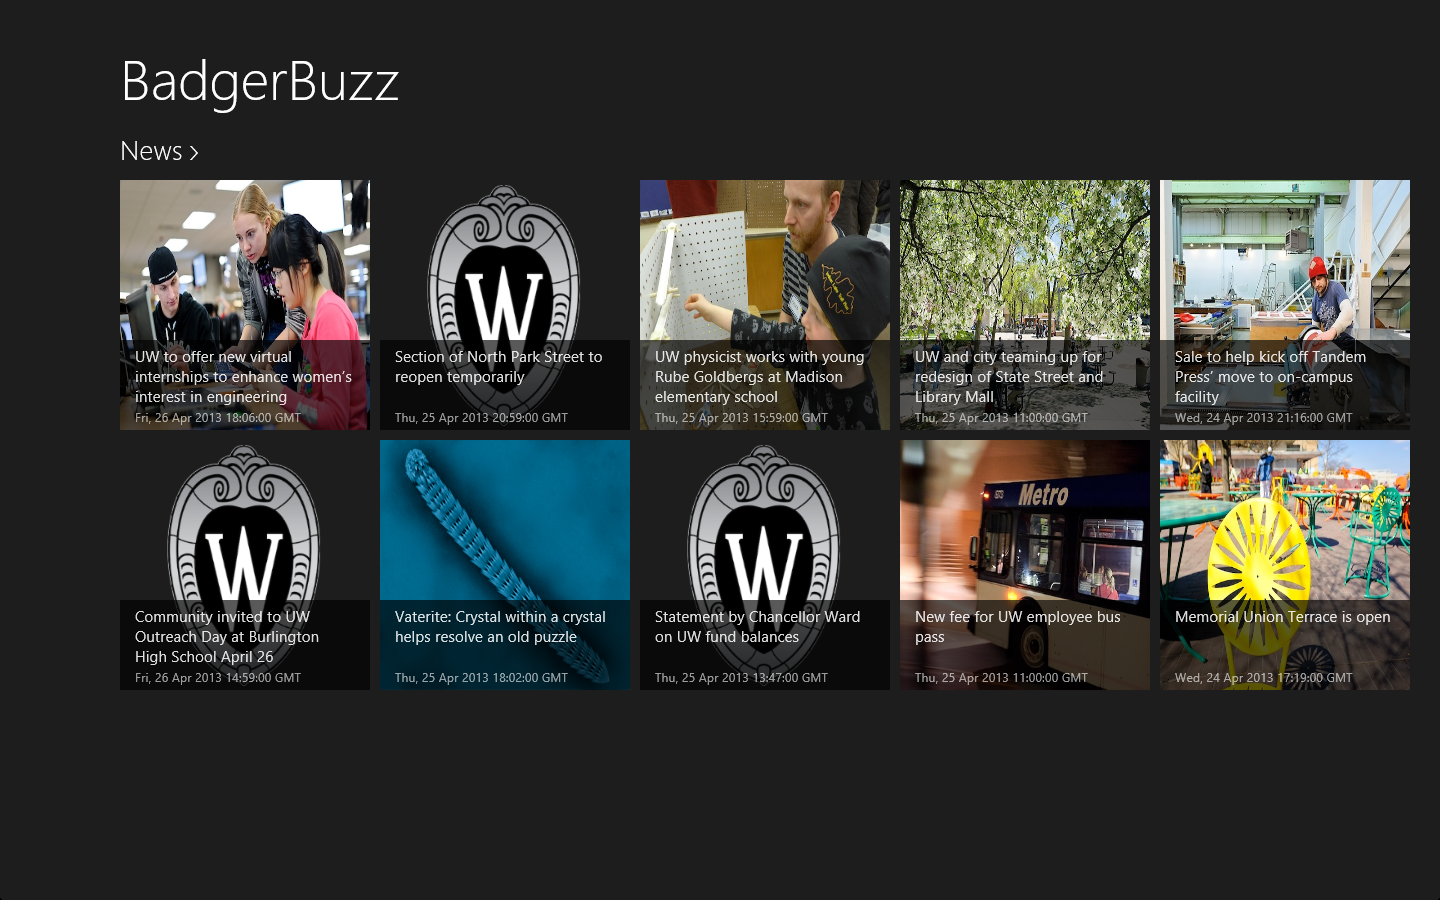 BadgerBuzz
News
W
UW to offer new virtual
internships to enhance women's
interest in engineering
Fri, 26 Apr 2013 18:06:00 GMT
Section of North Park Street to
reopen temporarily
Thu, 25 Apr 2013 20:59:00 GMT
UW physicist works with young
Rube Goldbergs at Madison
elementary school
Thu, 25 Apr 2013 15:59:00 GMT
UW and city teaming up for
redesign of State Street and
Library Mall
Thu, 25 Apr 2013 11:00:00 GMT
Sale to help kick off Tandem
Press' move to on-campus
facility
Wed, 24 Apr 2013 21:16:00 GMT
W
Community invited to UW
Outreach Day at Burlington
High School April 26
Fri, 26 Apr 2013 14:59:00 GMT
Vaterite: Crystal within a crystal
helps resolve an old puzzle
Thu, 25 Apr 2013 18:02:00 GMT
W
Statement by Chancellor Ward
on UW fund balances
Thu, 25 Apr 2013 13:47:00 GMT
Metro
New fee for UW employee bus
pass
Thu, 25 Apr 2013 11:00:00 GMT
Memorial Union Terrace is open
Wed, 24 Apr 2013 17:19:00 GMT